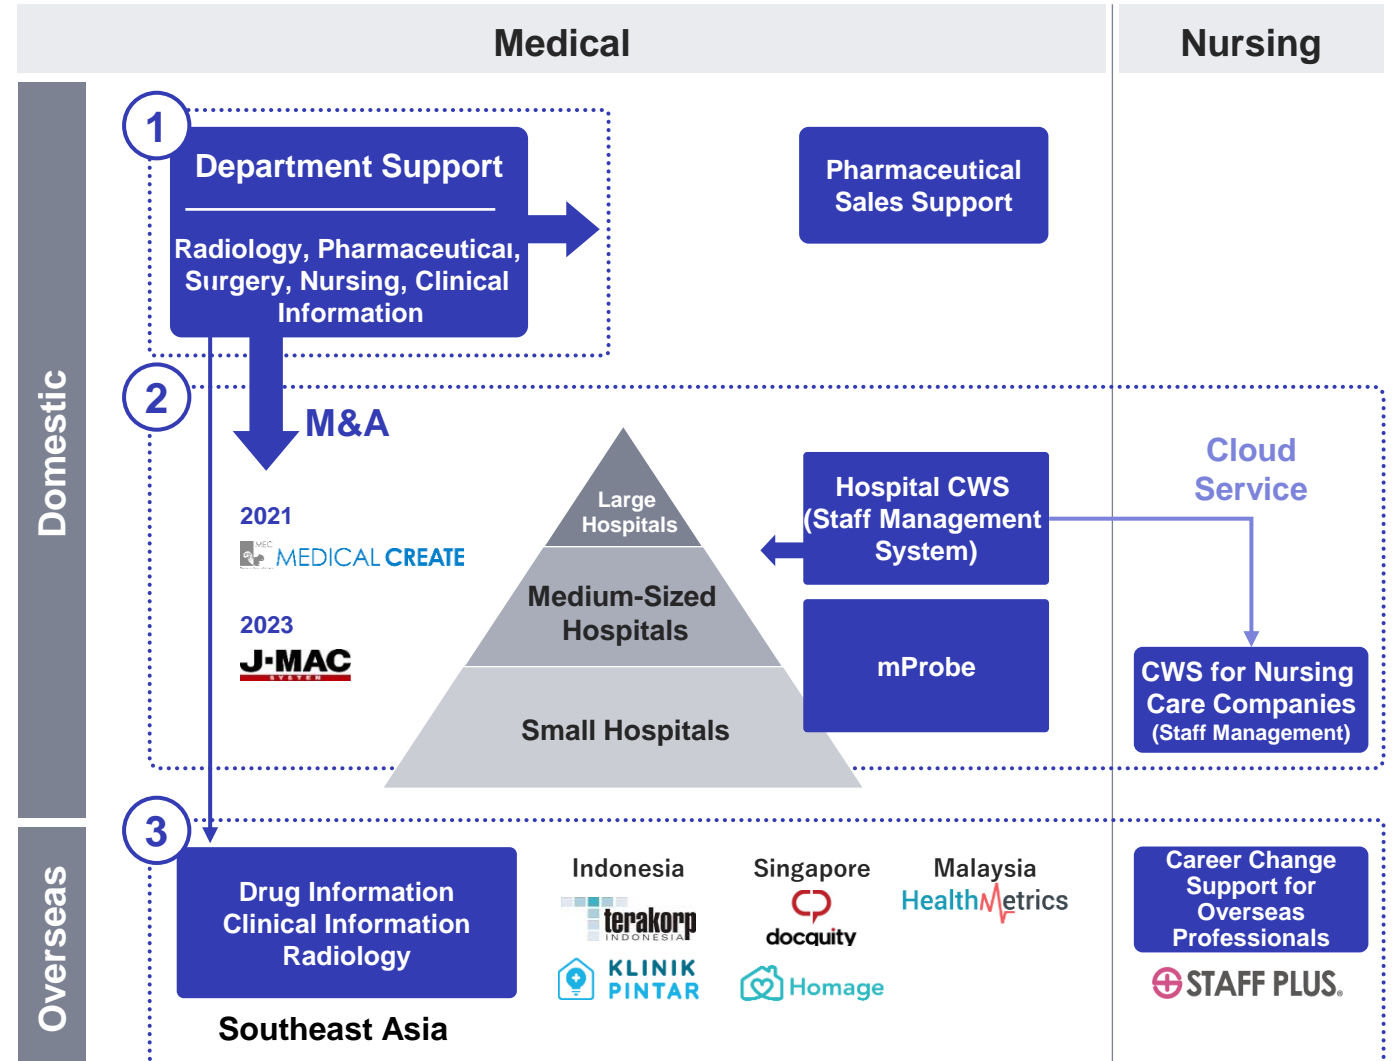 Medical
Nursing
Domestic
1
Department Support
Radiology, Pharmaceutical,
Surgery, Nursing, Clinical
Information
Pharmaceutical
Sales Support
2
M&A
2021
MEC
MEDICAL CREATE
2023
J-MAC
SYSTEM
Large
Hospitals
Medium-Sized
Hospitals
Small Hospitals
Hospital CWS
(Staff Management
System)
mProbe
Cloud
Service
CWS for Nursing
Care Companies
(Staff Management)
Overseas
3
Drug Information
Clinical Information
Radiology
Southeast Asia
Indonesia
terakorp
INDONESIA
KLINIK
PINTAR
Singapore
docquity
Homage
Malaysia
HealthMetrics
Career Change
Support for
Overseas
Professionals
STAFF PLUS®